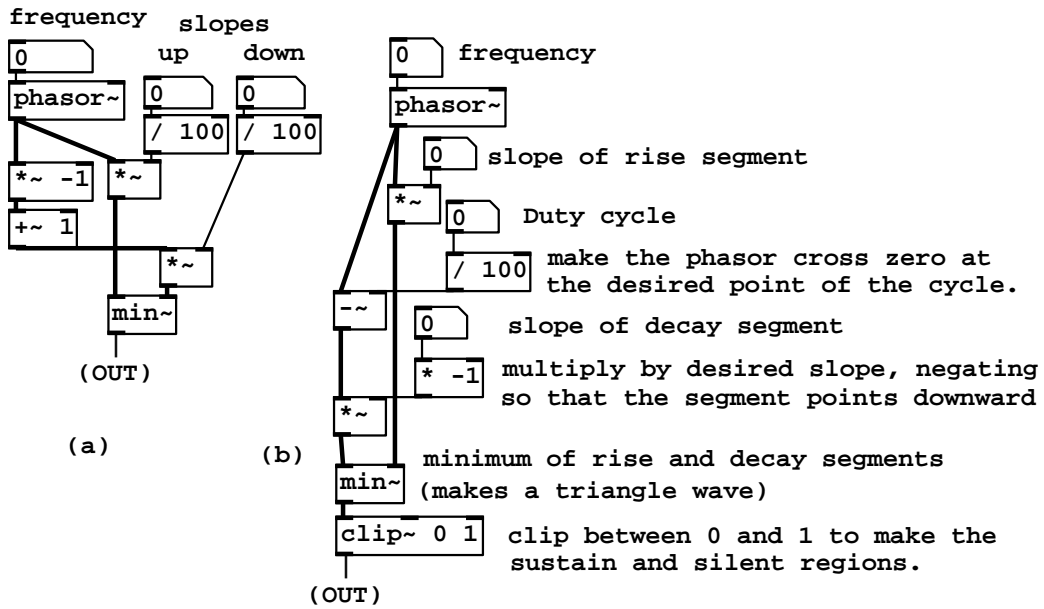 frequency
slopes
up
down
0
0
0
phasor~
/ 100
/ 100
*~ -1
*~
+~ 1
*~
min~
(OUT)
(a)
0
frequency
phasor~
0
slope of rise segment
*~
0
Duty cycle
/ 100
make the phasor cross zero at
the desired point of the cycle.
-~
0
slope of decay segment
* -1
multiply by desired slope, negating
so that the segment points downward
*~
(b)
minimum of rise and decay segments
min~
(makes a triangle wave)
clip~ 0 1
clip between 0 and 1 to make the
sustain and silent regions.
(OUT)